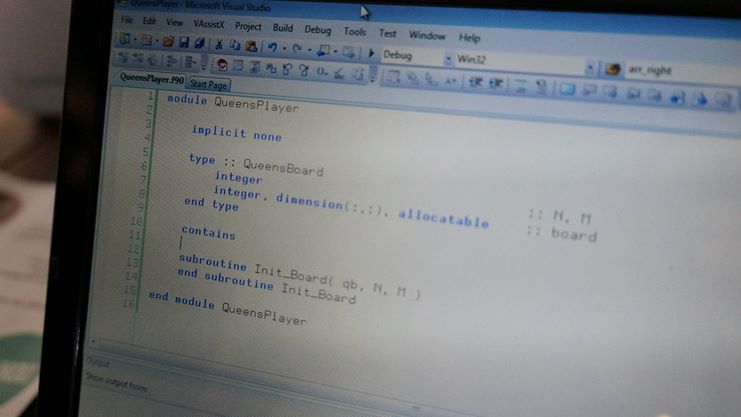 QueensPlayer - Microsoft Visual Studio
File Edit View VAssistX Project Build Debug Tools Test Window Help
Debug Win32 arr_right
QueensPlayer.f90 Start Page
1 module QueensPlayer
2
3 implicit none
4
5 type :: QueensBoard
6 integer :: N, M
7 integer, dimension(:,:), allocatable :: board
8 end type
9
10 contains
11
12 subroutine Init_Board( qb, N, M )
13 end subroutine Init_Board
14
15 end module QueensPlayer
16
Output
Show output from: